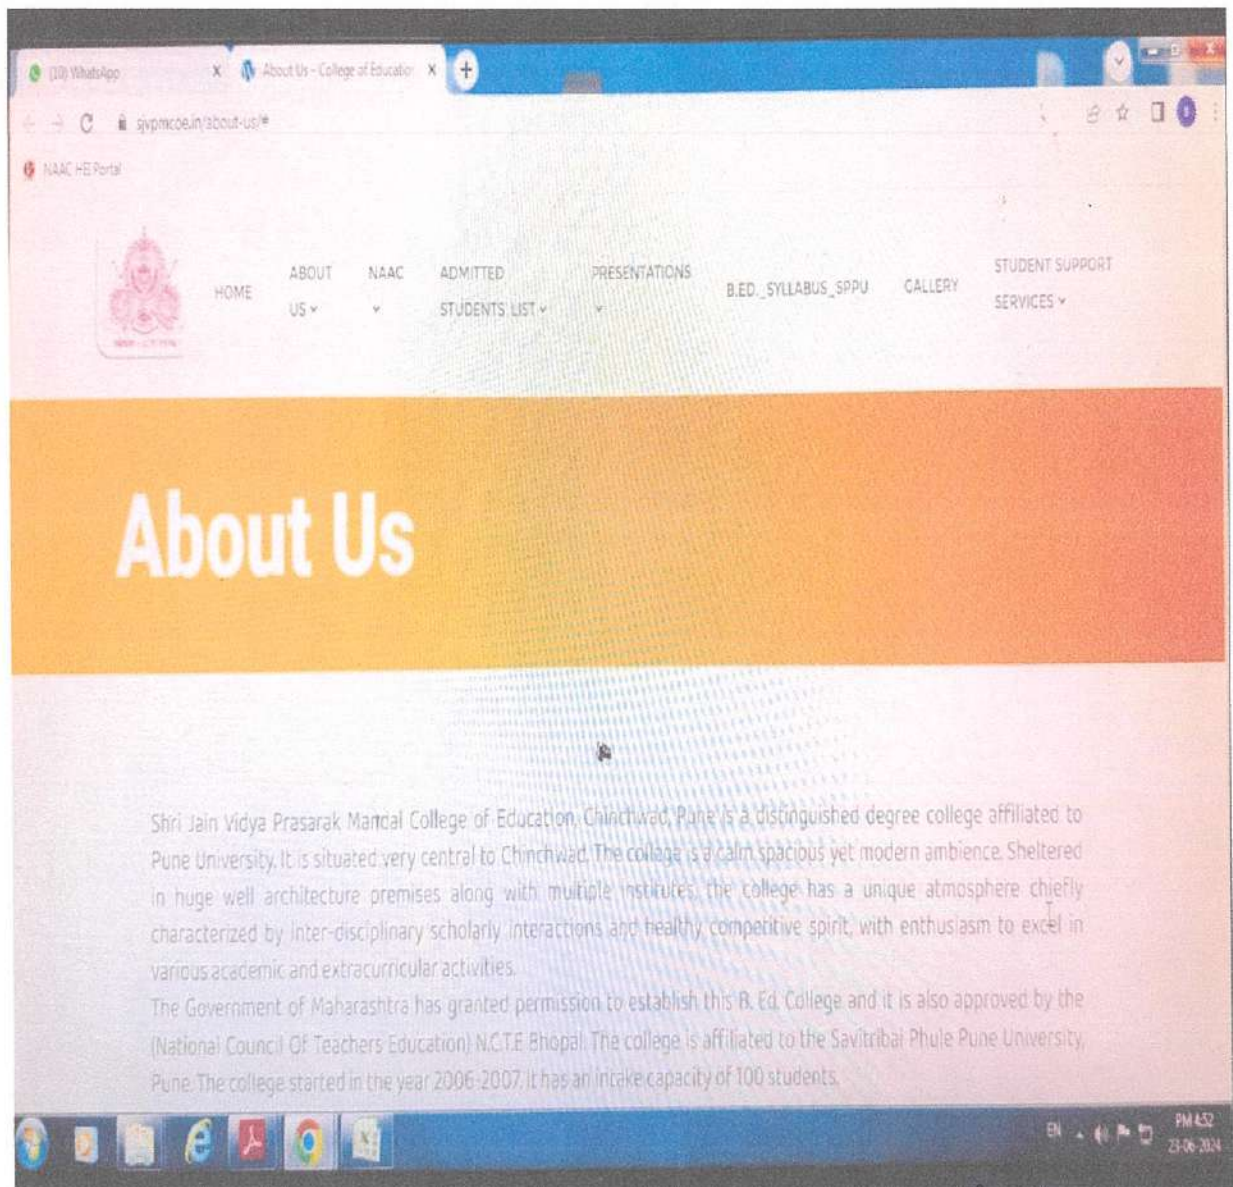 (10) WhatsApp
About Us – College of Education
sjvpmcoe.in/about-us/#
NAAC HEI Portal
HOME
ABOUT US
NAAC
ADMITTED STUDENTS' LIST
PRESENTATIONS
B.ED._SYLLABUS_SPPU
GALLERY
STUDENT SUPPORT SERVICES
About Us
Shri Jain Vidya Prasarak Mandal College of Education, Chinchwad, Pune is a distinguished degree college affiliated to
Pune University. It is situated very central to Chinchwad. The college is a calm spacious yet modern ambience. Sheltered
in huge well architecture premises along with multiple institutes, the college has a unique atmosphere chiefly
characterized by inter-disciplinary scholarly interactions and healthy competitive spirit, with enthusiasm to excel in
various academic and extracurricular activities.
The Government of Maharashtra has granted permission to establish this B. Ed. College and it is also approved by the
(National Council Of Teachers Education) N.C.T.E Bhopal. The college is affiliated to the Savitribai Phule Pune University,
Pune. The college started in the year 2006-2007. It has an intake capacity of 100 students.
EN
PM 4:52
23-06-2024